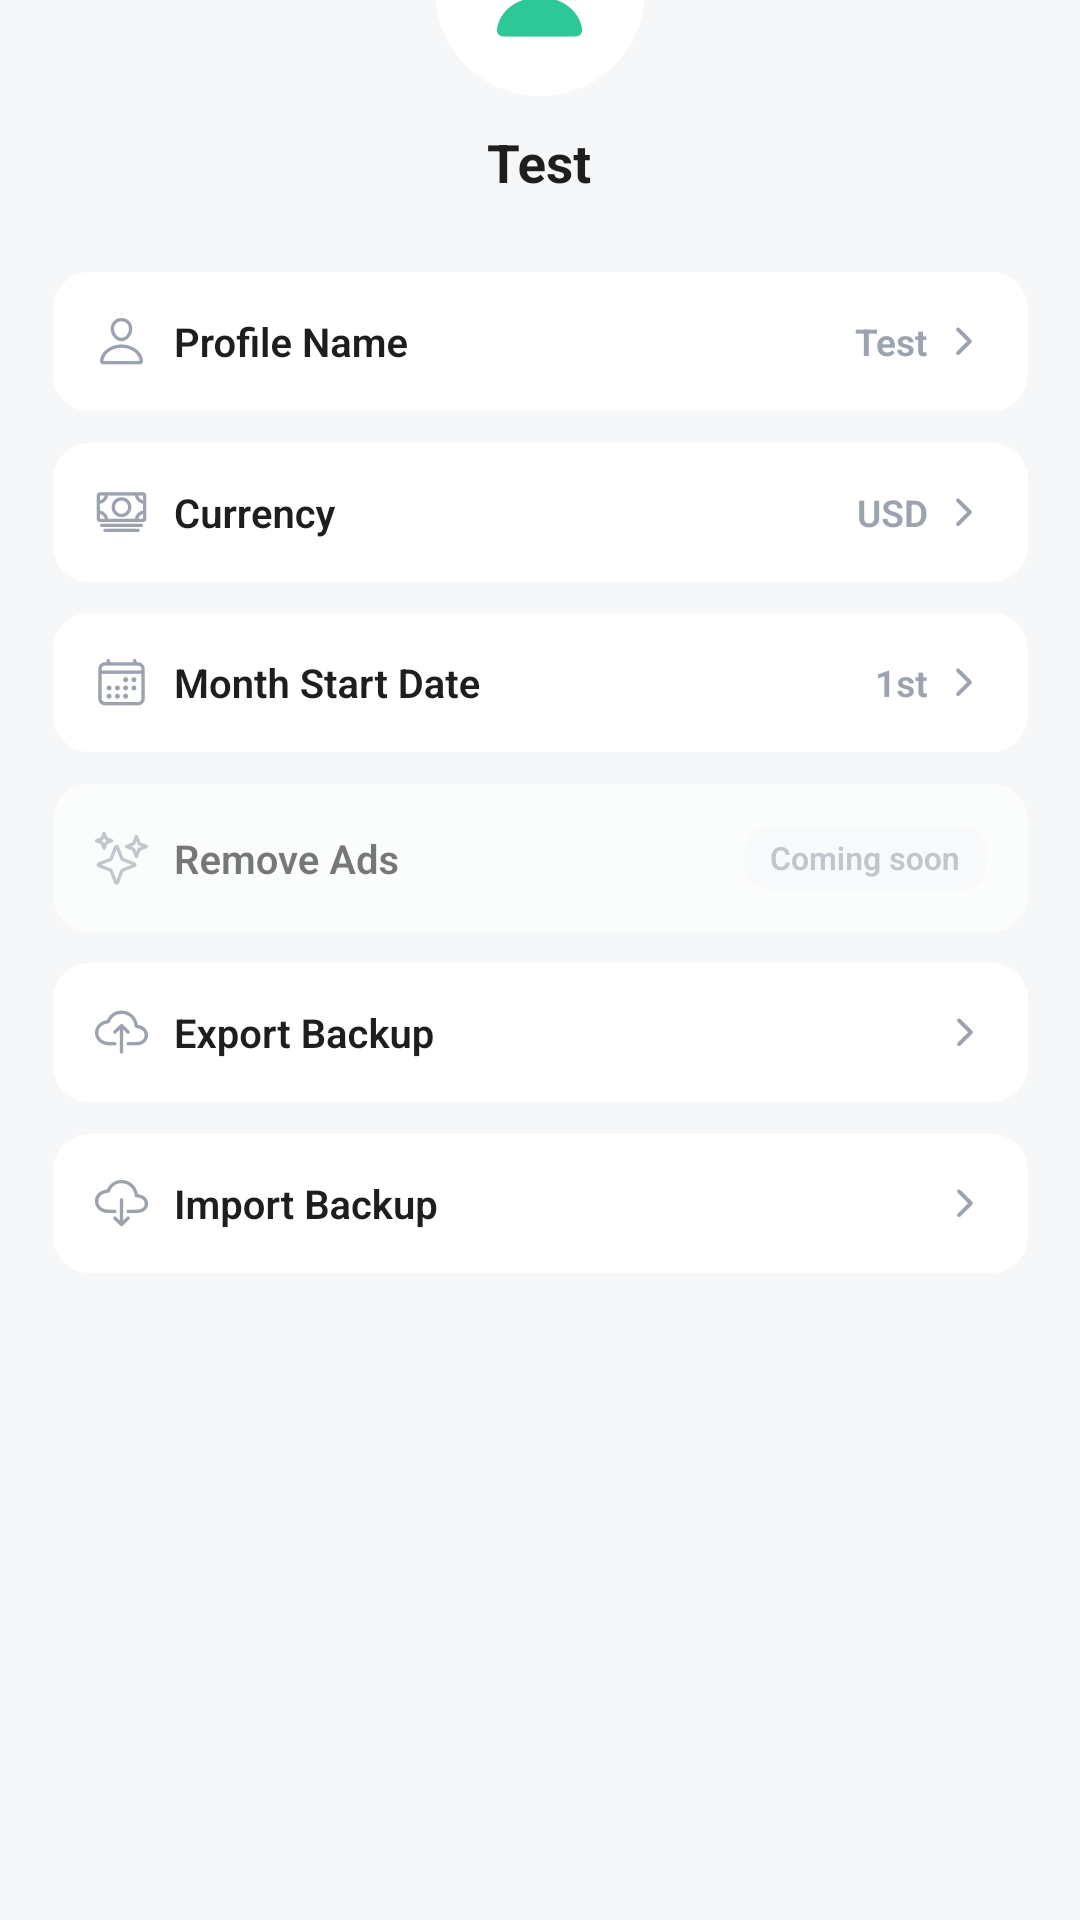 Test
Profile Name Test
Currency USD
Month Start Date 1st
Remove Ads Coming soon
Export Backup
Import Backup